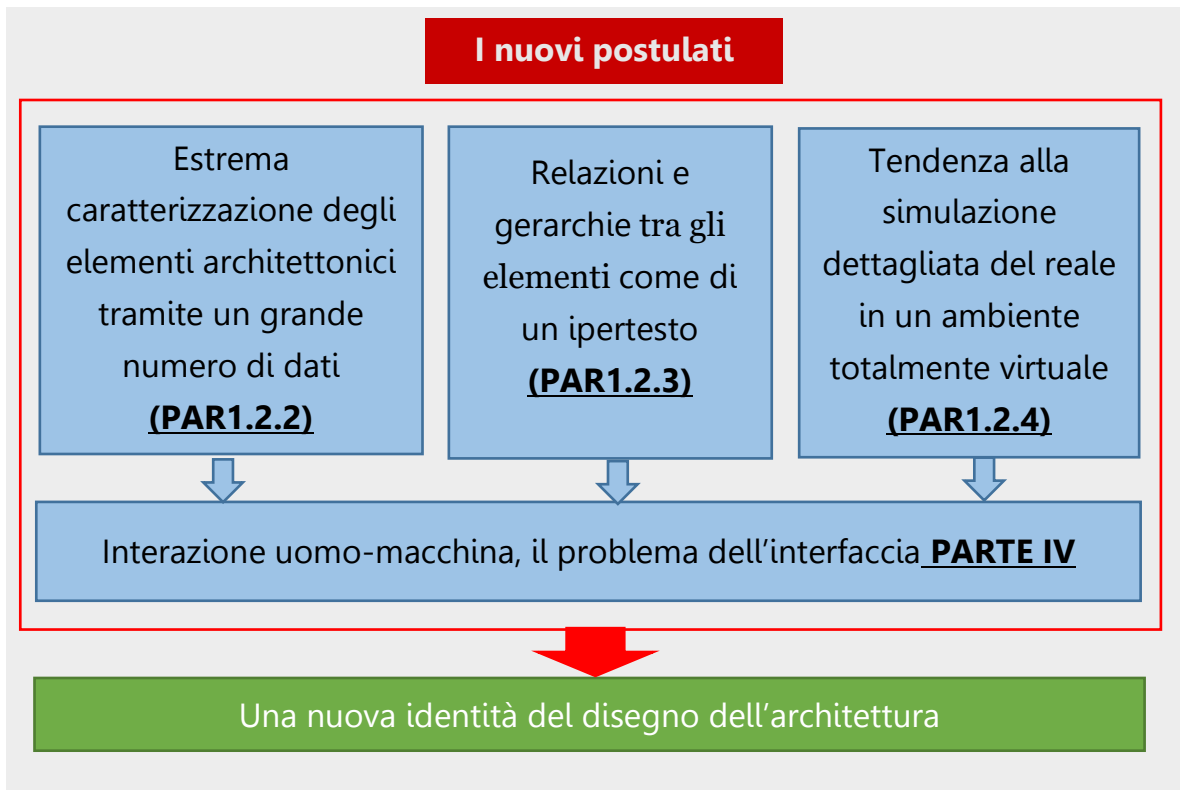 I nuovi postulati
Estrema
caratterizzazione degli
elementi architettonici
tramite un grande
numero di dati
(PAR1.2.2)
Relazioni e
gerarchie tra gli
elementi come di
un ipertesto
(PAR1.2.3)
Tendenza alla
simulazione
dettagliata del reale
in un ambiente
totalmente virtuale
(PAR1.2.4)
Interazione uomo-macchina, il problema dell’interfaccia PARTE IV
Una nuova identità del disegno dell’architettura